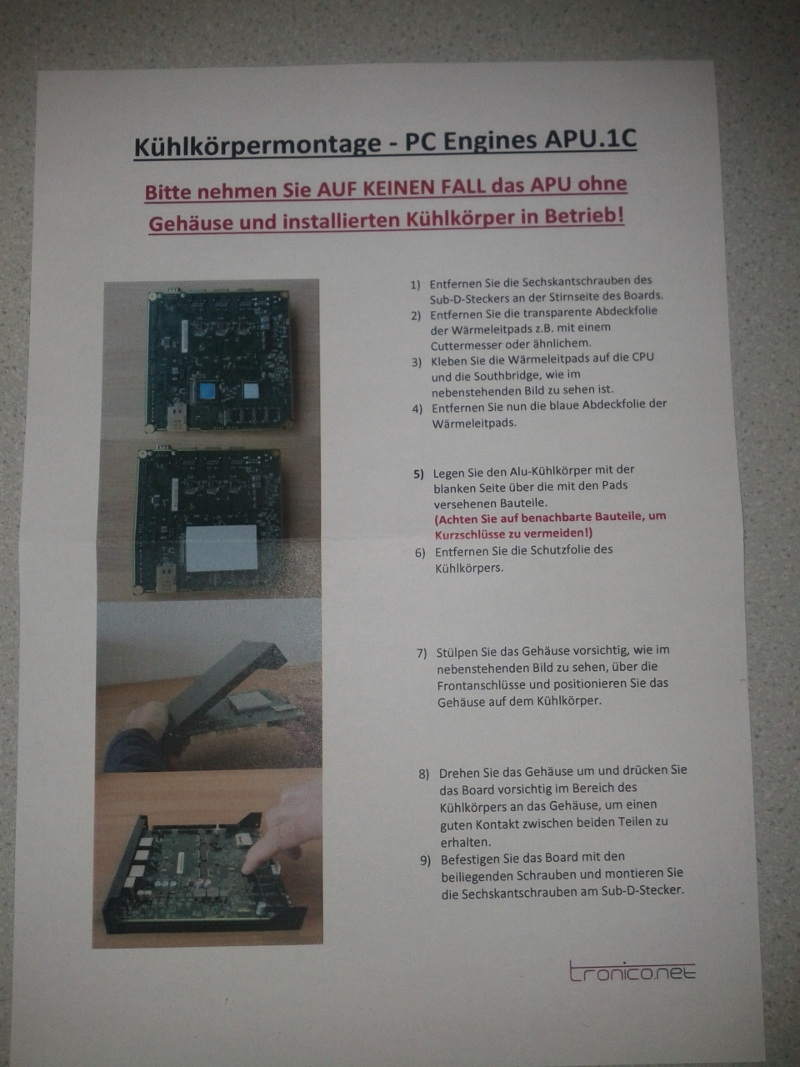 Kühlkörpermontage - PC Engines APU.1C
Bitte nehmen Sie AUF KEINEN FALL das APU ohne
Gehäuse und installierten Kühlkörper in Betrieb!
1) Entfernen Sie die Sechskantschrauben des
Sub-D-Steckers an der Stirnseite des Boards.
2) Entfernen Sie die transparente Abdeckfolie
der Wärmeleitpads z.B. mit einem
Cuttermesser oder ähnlichem.
3) Kleben Sie die Wärmeleitpads auf die CPU
und die Southbridge, wie im
nebenstehenden Bild zu sehen ist.
4) Entfernen Sie nun die blaue Abdeckfolie der
Wärmeleitpads.
5) Legen Sie den Alu-Kühlkörper mit der
blanken Seite über die mit den Pads
versehenen Bauteile.
(Achten Sie auf benachbarte Bauteile, um
Kurzschlüsse zu vermeiden!)
6) Entfernen Sie die Schutzfolie des
Kühlkörpers.
7) Stülpen Sie das Gehäuse vorsichtig, wie im
nebenstehenden Bild zu sehen, über die
Frontanschlüsse und positionieren Sie das
Gehäuse auf dem Kühlkörper.
8) Drehen Sie das Gehäuse um und drücken Sie
das Board vorsichtig im Bereich des
Kühlkörpers an das Gehäuse, um einen
guten Kontakt zwischen beiden Teilen zu
erhalten.
9) Befestigen Sie das Board mit den
beiliegenden Schrauben und montieren Sie
die Sechskantschrauben am Sub-D-Stecker.
tronico.net